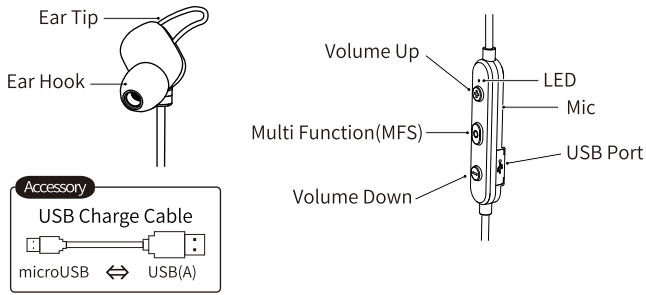 Ear Tip
Ear Hook
Volume Up
LED
Mic
Multi Function(MFS)
USB Port
Volume Down
Accessory
USB Charge Cable
microUSB ⇔ USB(A)